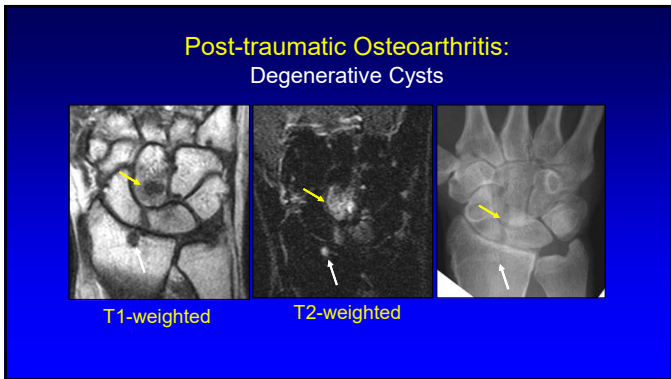 Post-traumatic Osteoarthritis:
Degenerative Cysts
T1-weighted
T2-weighted